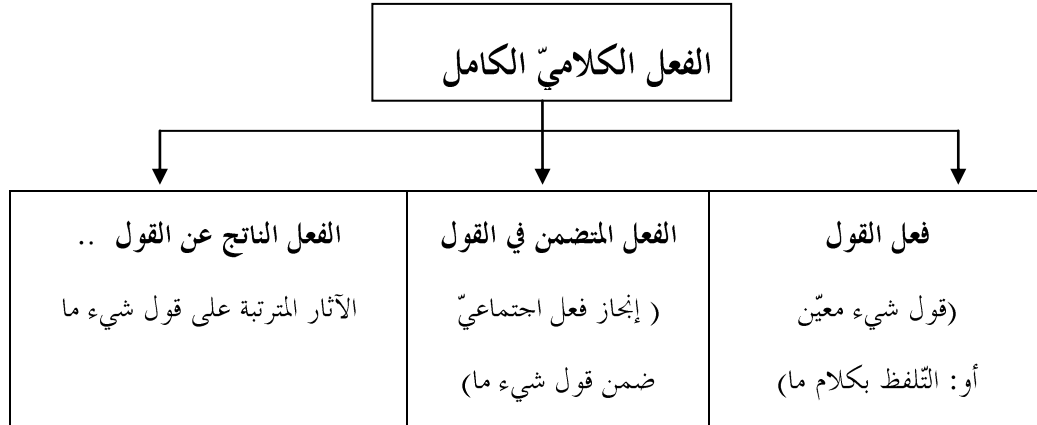 الفعل الكلاميّ الكامل
فعل القول
(قول شيء معيّن
أو: التّلفظ بكلام ما)
الفعل المتضمن في القول
( إنجاز فعل اجتماعيّ
ضمن قول شيء ما)
الفعل الناتج عن القول ..
الآثار المترتبة على قول شيء ما